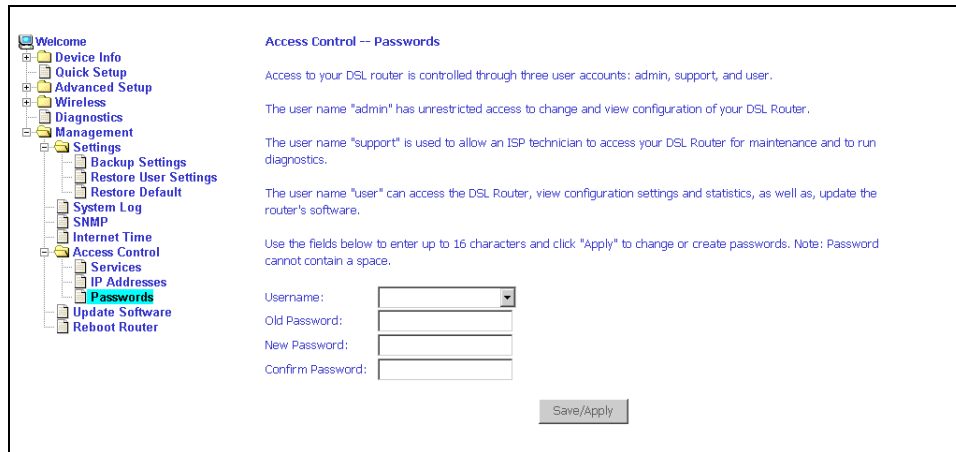 Welcome
Device Info
Quick Setup
Advanced Setup
Wireless
Diagnostics
Management
Settings
Backup Settings
Restore User Settings
Restore Default
System Log
SNMP
Internet Time
Access Control
Services
IP Addresses
Passwords
Update Software
Reboot Router
Access Control -- Passwords
Access to your DSL router is controlled through three user accounts: admin, support, and user.
The user name "admin" has unrestricted access to change and view configuration of your DSL Router.
The user name "support" is used to allow an ISP technician to access your DSL Router for maintenance and to run
diagnostics.
The user name "user" can access the DSL Router, view configuration settings and statistics, as well as, update the
router's software.
Use the fields below to enter up to 16 characters and click "Apply" to change or create passwords. Note: Password
cannot contain a space.
Username:
Old Password:
New Password:
Confirm Password:
Save/Apply